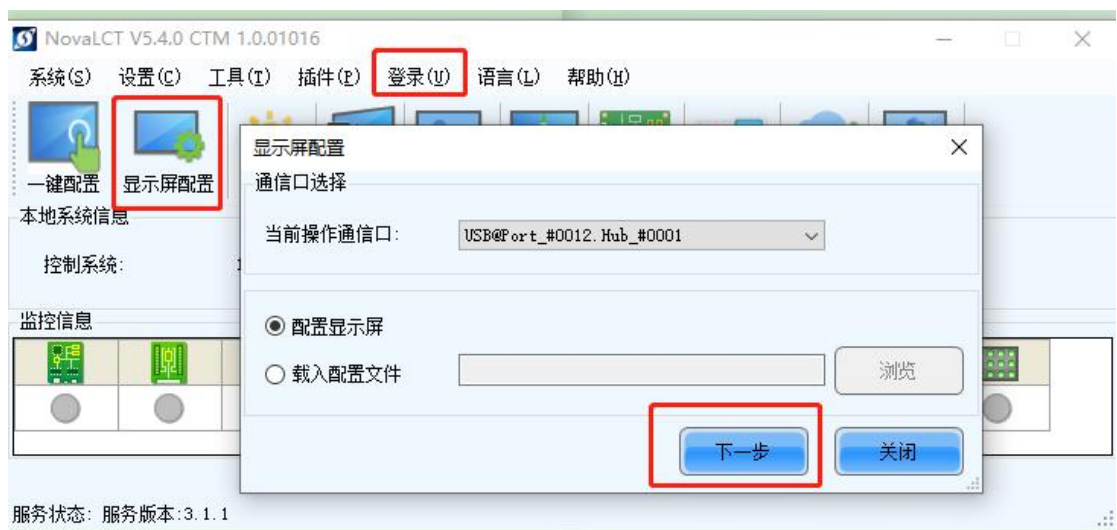 NovaLCT V5.4.0 CTM 1.0.01016
系统(S) 设置(C) 工具(T) 插件(P) 登录(U) 语言(L) 帮助(H)
一键配置 显示屏配置
显示屏配置
通信口选择
当前操作通信口: USB@Port_#0012.Hub_#0001
配置显示屏
载入配置文件 浏览
下一步 关闭
本地系统信息
控制系统:
监控信息
服务状态: 服务版本:3.1.1